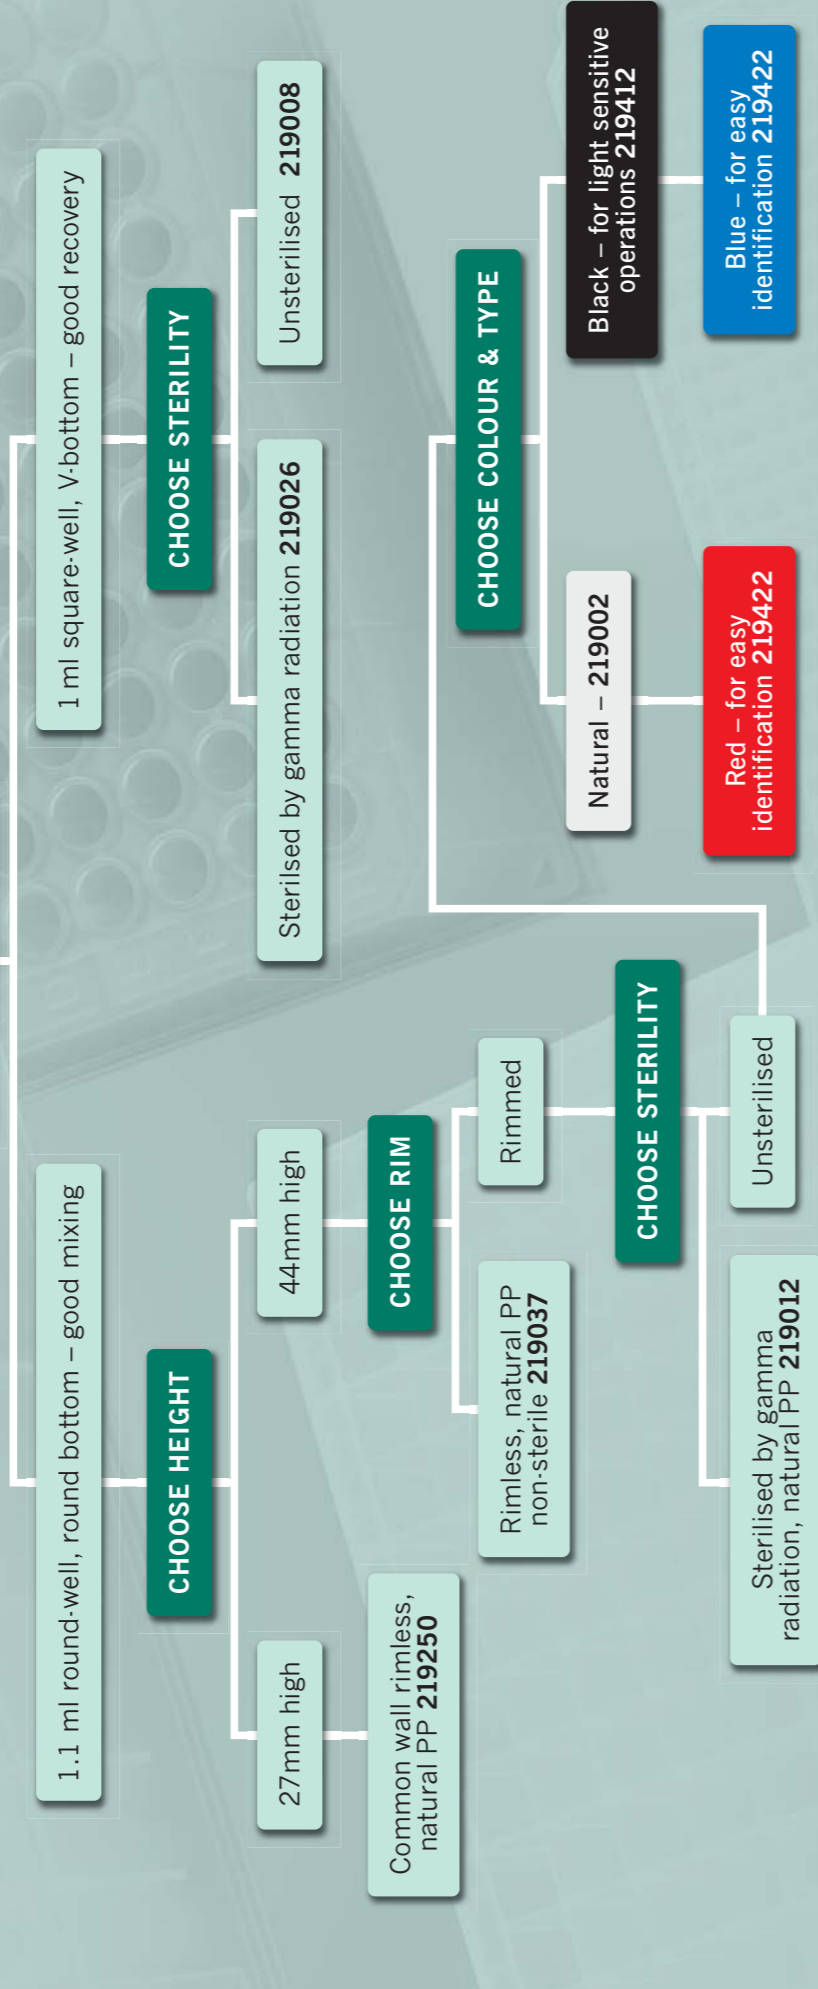 1.1 ml round-well, round bottom – good mixing
1 ml square-well, V-bottom – good recovery
CHOOSE HEIGHT
CHOOSE STERILITY
27mm high
44mm high
Sterilsed by gamma radiation 219026
Unsterilised 219008
Common wall rimless,
natural PP 219250
CHOOSE RIM
Rimless, natural PP
non-sterile 219037
Rimmed
CHOOSE STERILITY
Sterilised by gamma
radiation, natural PP 219012
Unsterilised
CHOOSE COLOUR & TYPE
Natural – 219002
Black – for light sensitive
operations 219412
Red – for easy
identification 219422
Blue – for easy
identification 219422